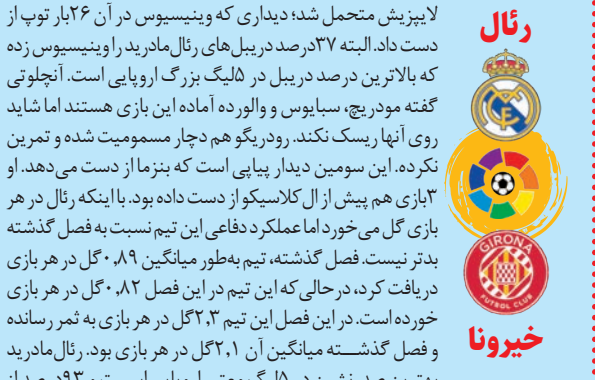 رئال
لایپزیش متحمل شد؛ دیداری که وینیسیوس در آن ۲۶بار توپ از
دست داد. البته ۳۷درصد دریبل‌های رئال‌مادرید را وینیسیوس زده
که بالاترین درصد دریبل در ۵لیگ بزرگ اروپایی است. آنچلوتی
گفته مودریچ، سبایوس و والورده آماده این بازی هستند اما شاید
روی آنها ریسک نکند. رودریگو هم دچار مسمومیت شده و تمرین
نکرده. این سومین دیدار پیاپی است که بنزما از دست می‌دهد. او
۳بازی هم پیش از ال‌کلاسیکو از دست داده بود. با اینکه رئال در هر
بازی گل می‌خورد اما عملکرد دفاعی این تیم نسبت به فصل گذشته
بدتر نیست. فصل گذشته، تیم به‌طور میانگین ۰,۸۹گل در هر بازی
دریافت کرد، درحالی‌که این تیم در این فصل ۰,۸۲گل در هر بازی
خورده است. در این فصل این تیم ۲,۳گل در هر بازی به ثمر رسانده
و فصل گذشته میانگین آن ۲,۱گل در هر بازی بود. رئال‌مادرید
GIRONA
FUTBOL CLUB
خیرونا